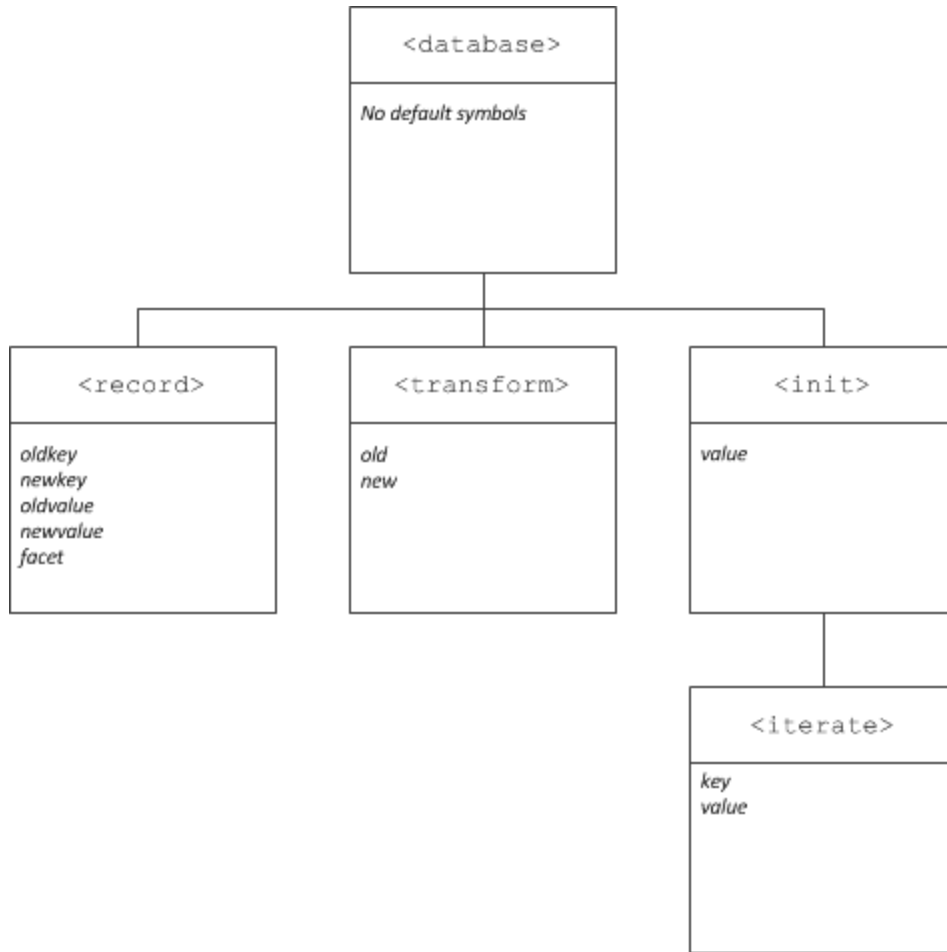 <database>
No default symbols
<record>
oldkey
newkey
oldvalue
newvalue
facet
<transform>
old
new
<init>
value
<iterate>
key
value